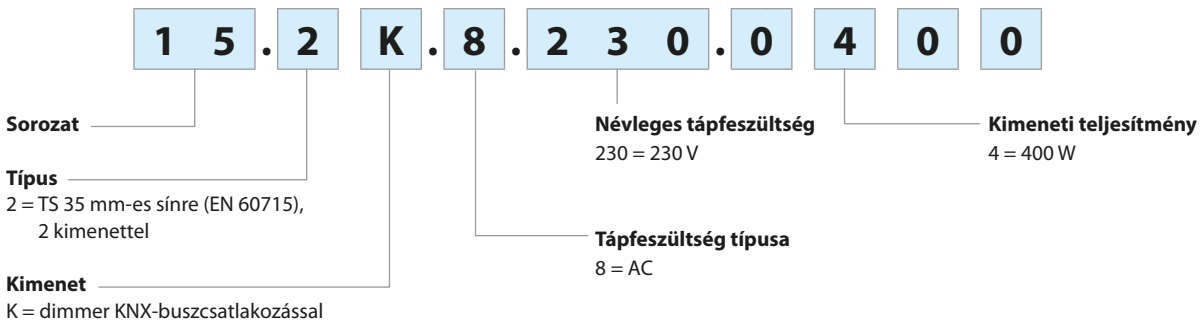 1 5 . 2 K . 8 . 2 3 0 . 0 4 0 0
Sorozat
Típus
2 = TS 35 mm-es sínre (EN 60715),
2 kimenettel
Kimenet
K = dimmer KNX-buszcsatlakozással
Névleges tápfeszültség
230 = 230 V
Tápfeszültség típusa
8 = AC
Kimeneti teljesítmény
4 = 400 W